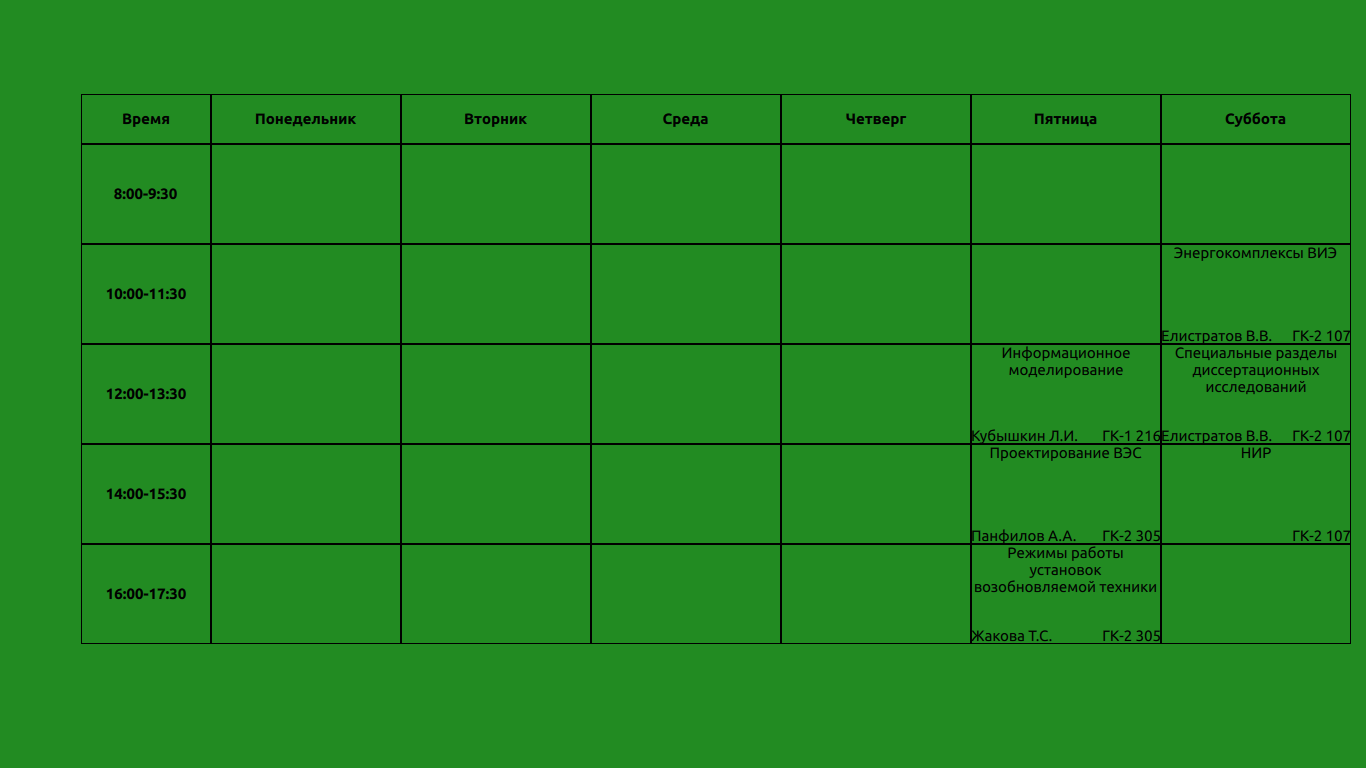 Время Понедельник Вторник Среда Четверг Пятница Суббота
8:00-9:30
10:00-11:30
Энергокомплексы ВИЭ
Елистратов В.В. ГК-2 107
12:00-13:30
Информационное
моделирование
Кубышкин Л.И. ГК-1 216
Специальные разделы
диссертационных
исследований
Елистратов В.В. ГК-2 107
14:00-15:30
Проектирование ВЭС
Панфилов А.А. ГК-2 305
НИР
ГК-2 107
16:00-17:30
Режимы работы
установок
возобновляемой техники
Жакова Т.С. ГК-2 305